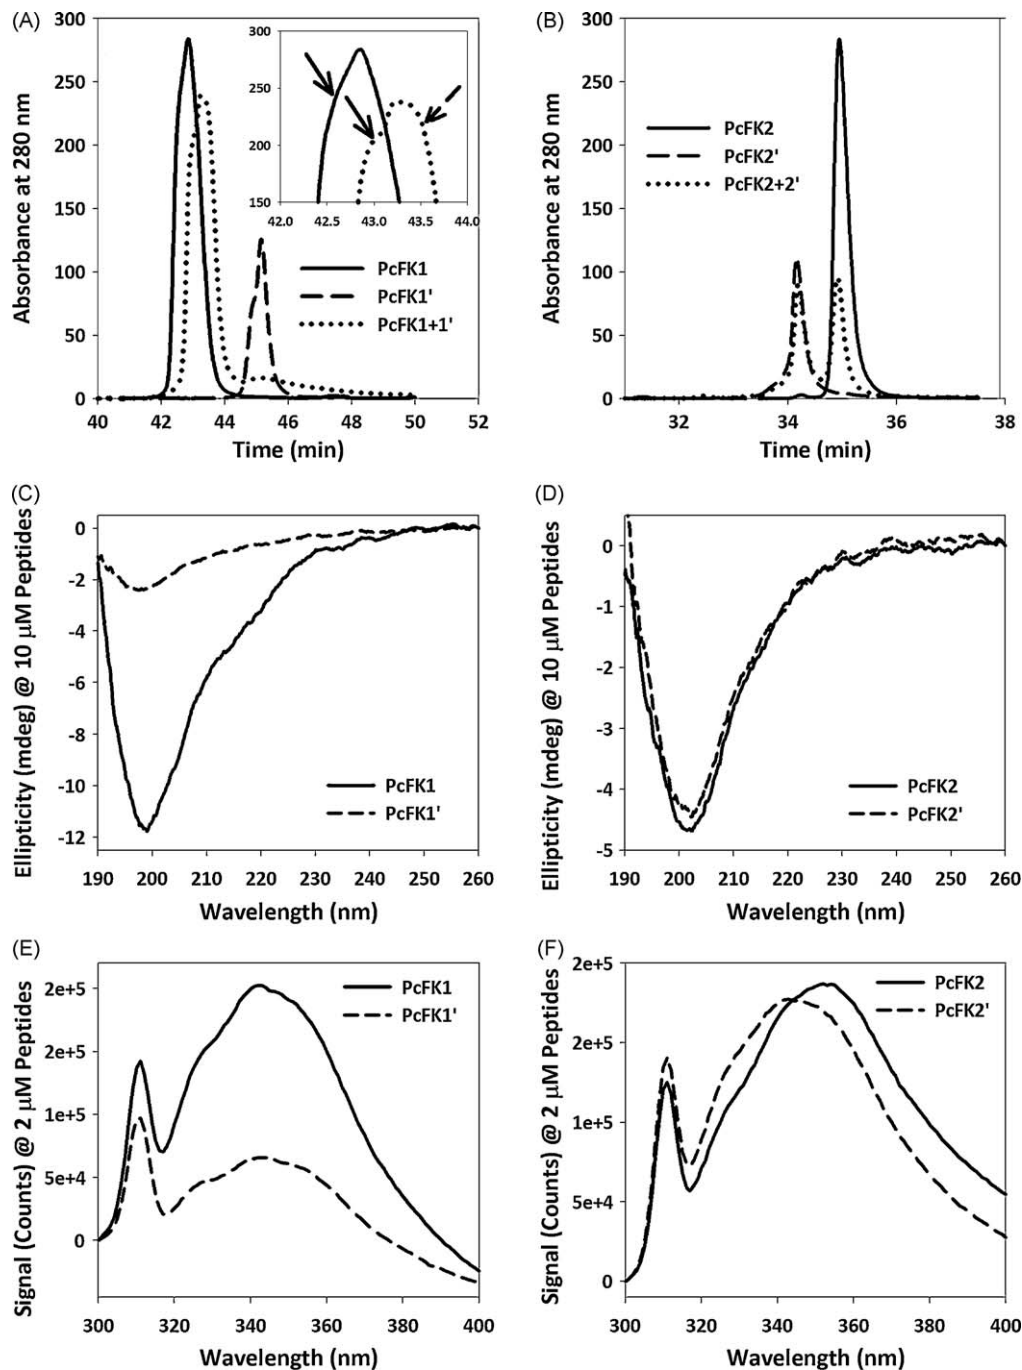 (A)
300
250
200
150
100
50
0
Absorbance at 280 nm
40 42 44 46 48 50 52
Time (min)
300
250
200
150
42.0 42.5 43.0 43.5 44.0
PcFK1
PcFK1'
PcFK1+1'
(B)
300
250
200
150
100
50
0
Absorbance at 280 nm
32 34 36 38
Time (min)
PcFK2
PcFK2'
PcFK2+2'
(C)
0
-2
-4
-6
-8
-10
-12
Ellipticity (mdeg) @ 10 μM Peptides
190 200 210 220 230 240 250 260
Wavelength (nm)
PcFK1
PcFK1'
(D)
0
-1
-2
-3
-4
-5
Ellipticity (mdeg) @ 10 μM Peptides
190 200 210 220 230 240 250 260
Wavelength (nm)
PcFK2
PcFK2'
(E)
2e+5
2e+5
1e+5
5e+4
0
Signal (Counts) @ 2 μM Peptides
300 320 340 360 380 400
Wavelength (nm)
PcFK1
PcFK1'
(F)
2e+5
2e+5
1e+5
5e+4
0
Signal (Counts) @ 2 μM Peptides
300 320 340 360 380 400
Wavelength (nm)
PcFK2
PcFK2'